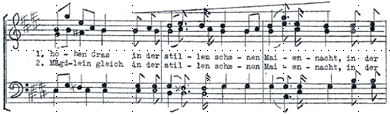 1. ho - hen Gras in der stil - len schö - nen Mai - en - nacht, in der
2. Mägd-lein gleich in der stil - len schö - nen Mai - en - nacht, in der